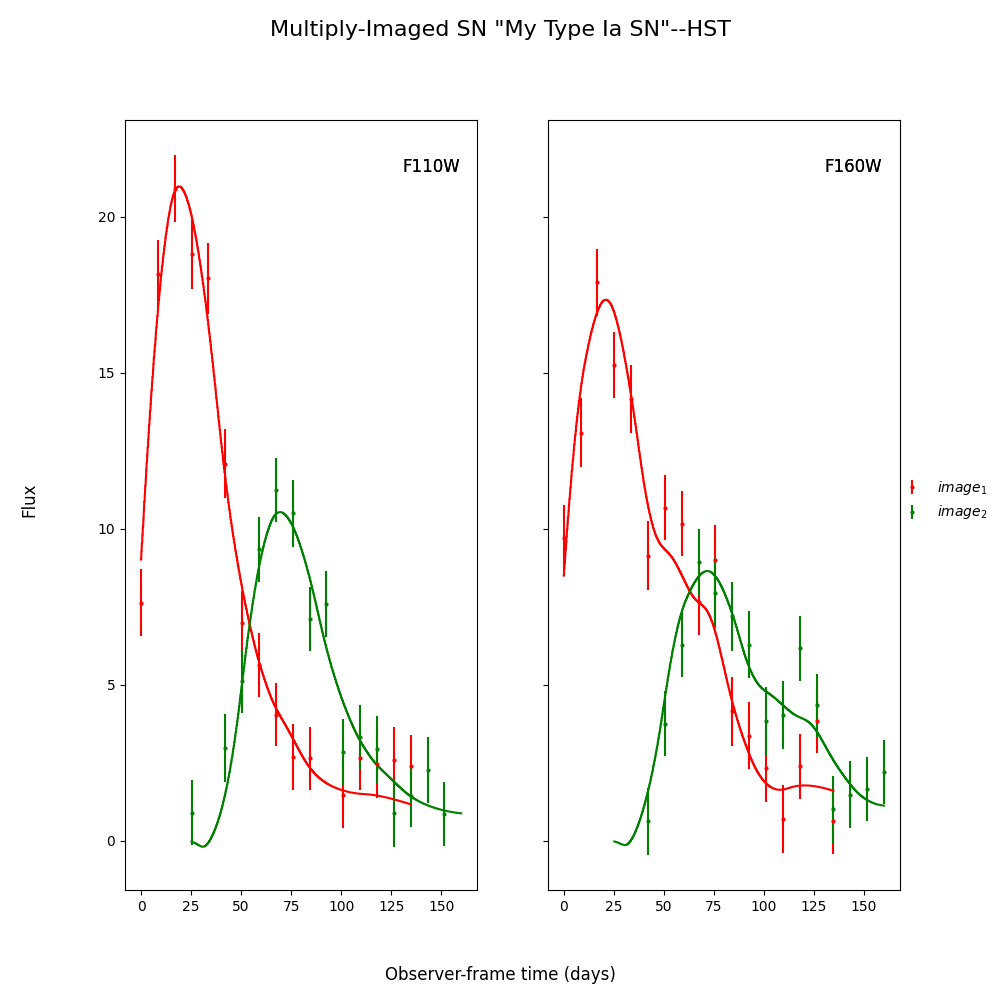 Multiply-Imaged SN "My Type Ia SN"--HST
F110W
F160W
20
15
10
5
0
Flux
image1
image2
0 25 50 75 100 125 150
0 25 50 75 100 125 150
Observer-frame time (days)